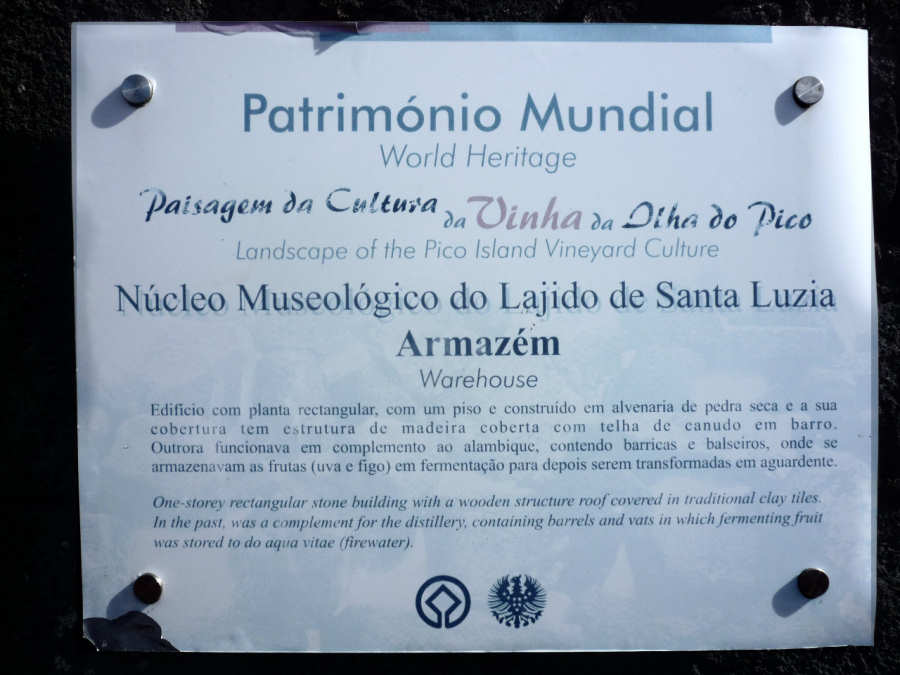 Património Mundial
World Heritage
Paisagem da Cultura da Vinha da Ilha do Pico
Landscape of the Pico Island Vineyard Culture
Núcleo Museológico do Lajido de Santa Luzia
Armazém
Warehouse
Edifício com planta rectangular, com um piso e construído em alvenaria de pedra seca e a sua
cobertura tem estrutura de madeira coberta com telha de canudo em barro.
Outrora funcionava em complemento ao alambique, contendo barricas e balseiros, onde se
armazenavam as frutas (uva e figo) em fermentação para depois serem transformadas em aguardente.
One-storey rectangular stone building with a wooden structure roof covered in traditional clay tiles.
In the past, was a complement for the distillery, containing barrels and vats in which fermenting fruit
was stored to do aqua vitae (firewater).